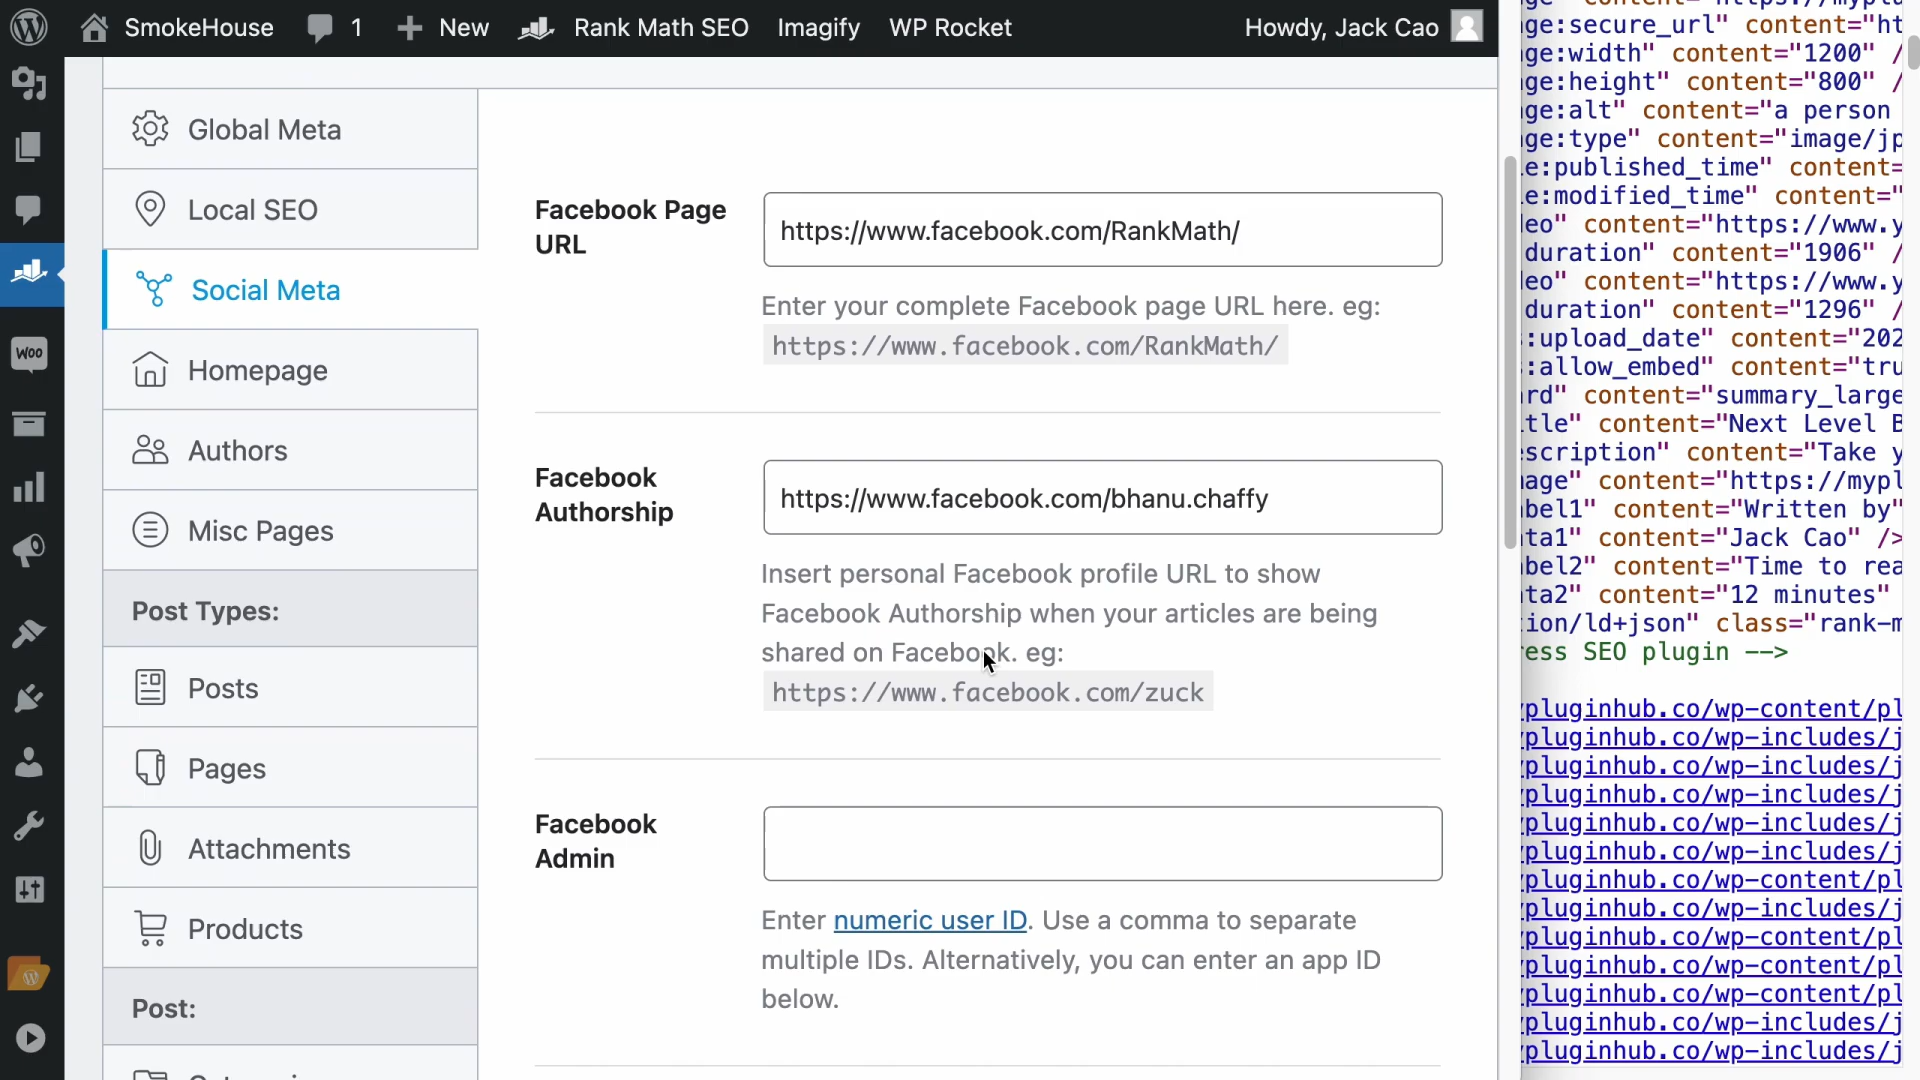 SmokeHouse 1 New Rank Math SEO Imagify WP Rocket Howdy, Jack Cao
Global Meta
Local SEO
Social Meta
Homepage
Authors
Misc Pages
Post Types:
Posts
Pages
Attachments
Products
Post:
Woo
Facebook Page
URL
https://www.facebook.com/RankMath/
Enter your complete Facebook page URL here. eg:
https://www.facebook.com/RankMath/
Facebook
Authorship
https://www.facebook.com/bhanu.chaffy
Insert personal Facebook profile URL to show
Facebook Authorship when your articles are being
shared on Facebook. eg:
https://www.facebook.com/zuck
Facebook
Admin
Enter numeric user ID. Use a comma to separate
multiple IDs. Alternatively, you can enter an app ID
below.
ge:secure_url" content="ht
ge:width" content="1200" /
ge:height" content="800" /
ge:alt" content="a person
ge:type" content="image/jp
e:published_time" content=
e:modified_time" content="
eo" content="https://www.y
duration" content="1906" /
eo" content="https://www.y
duration" content="1296" /
:upload_date" content="202
:allow_embed" content="tru
rd" content="summary_large
tle" content="Next Level B
scription" content="Take y
age" content="https://mypl
bel1" content="Written by"
ta1" content="Jack Cao" />
bel2" content="Time to rea
ta2" content="12 minutes"
ion/ld+json" class="rank-m
ress SEO plugin -->
pluginhub.co/wp-content/pl
pluginhub.co/wp-includes/j
pluginhub.co/wp-includes/j
pluginhub.co/wp-includes/j
pluginhub.co/wp-includes/j
pluginhub.co/wp-includes/j
pluginhub.co/wp-content/pl
pluginhub.co/wp-includes/j
pluginhub.co/wp-content/pl
pluginhub.co/wp-content/pl
pluginhub.co/wp-content/pl
pluginhub.co/wp-includes/j
pluginhub.co/wp-includes/j